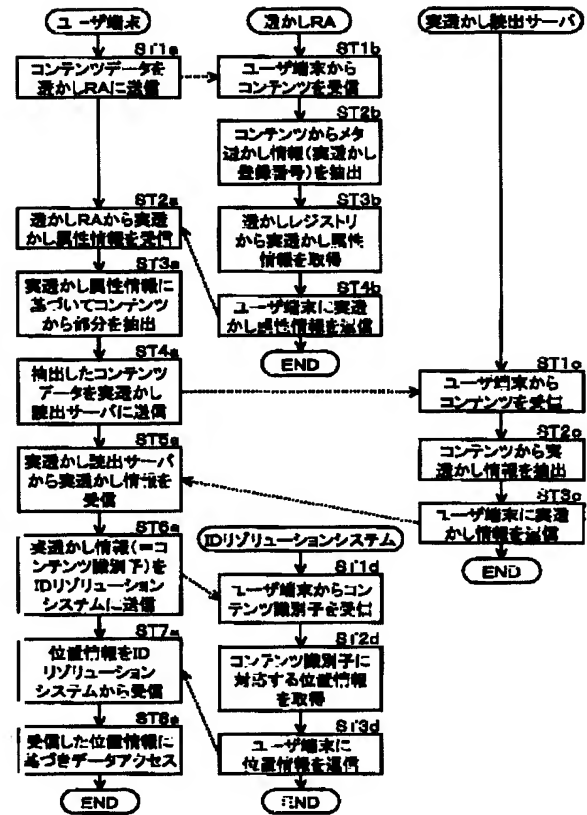 ユーザ端末
ST1a
コンテンツデータを
透かしRAに送信
ST2a
透かしRAから実透
かし属性情報を受信
ST3a
実透かし属性情報に
基づいてコンテンツ
から部分を抽出
ST4a
抽出したコンテンツ
データを実透かし
読出サーバに送信
ST5a
実透かし読出サーバ
から実透かし情報を
受信
ST6a
実透かし情報(=コン
テンツ識別子)を
IDリゾリューション
システムに送信
ST7a
位置情報をID
リゾリューション
システムから受信
ST8a
受信した位置情報に
基づきデータアクセス
END
透かしRA
ST1b
ユーザ端末から
コンテンツを受信
ST2b
コンテンツからメタ
透かし情報(実透かし
登録番号)を抽出
ST3b
透かしレジストリ
から実透かし属性
情報を取得
ST4b
ユーザ端末に実透
かし属性情報を返信
END
IDリゾリューションシステム
ST1d
ユーザ端末からコン
テンツ識別子を受信
ST2d
コンテンツ識別子に
対応する位置情報
を取得
ST3d
ユーザ端末に
位置情報を返信
END
実透かし読出サーバ
ST1c
ユーザ端末から
コンテンツを受信
ST2c
コンテンツから実
透かし情報を抽出
ST3c
ユーザ端末に実透
かし情報を返信
END